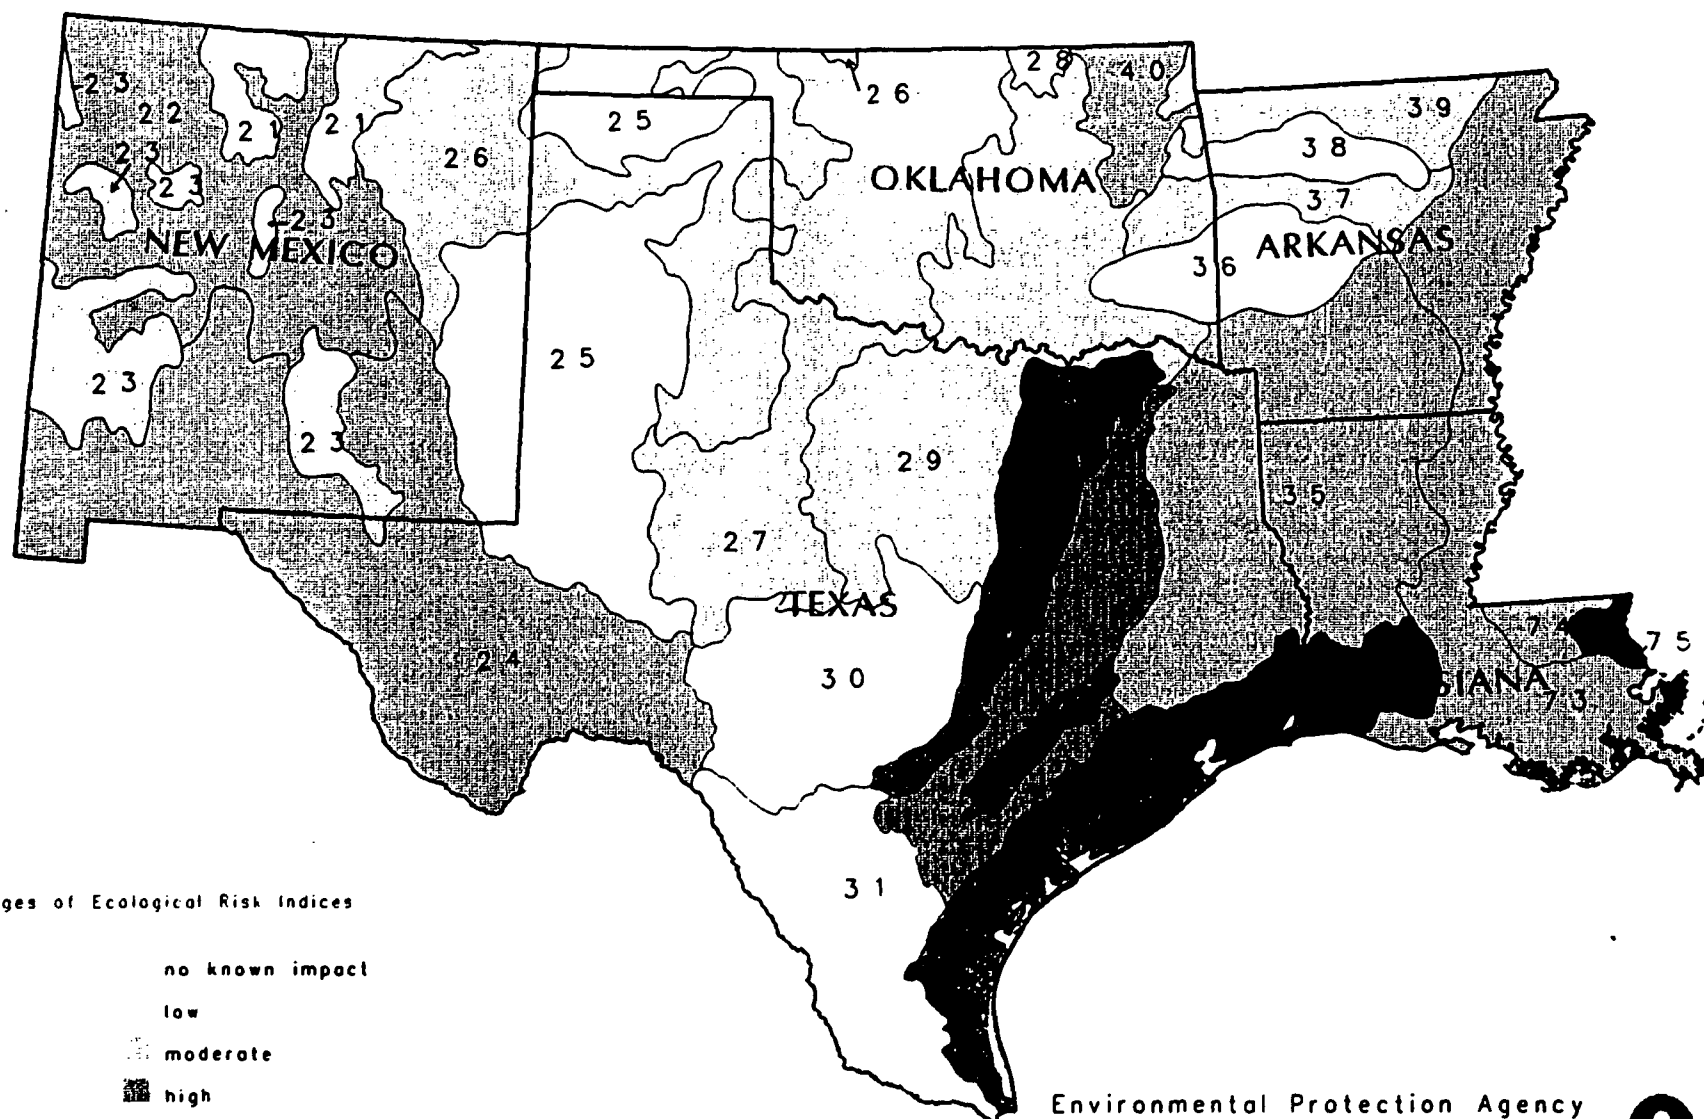 23
22
21
21
26
25
26
28
40
39
38
37
23
23
23
OKLAHOMA
NEW MEXICO
ARKANSAS
36
25
23
23
29
35
27
TEXAS
24
30
74
75
SIANA
73
31
ges of Ecological Risk Indices
no known impact
low
moderate
high
Environmental Protection Agency